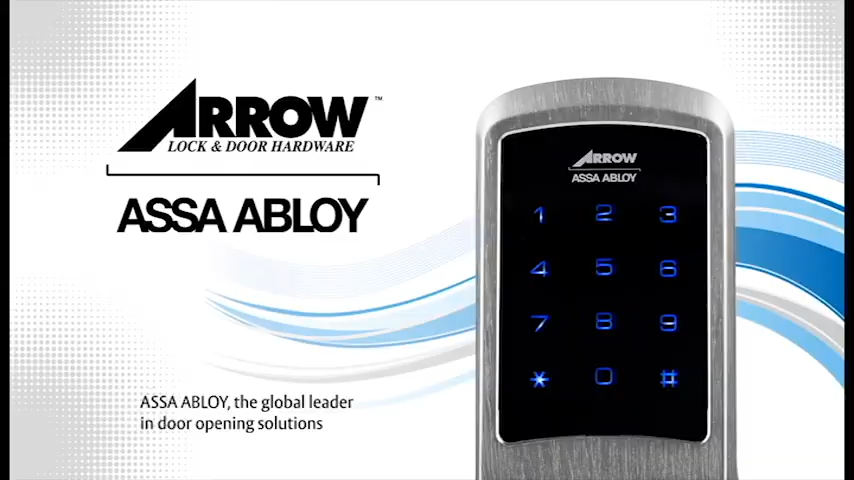 ARROW™
LOCK & DOOR HARDWARE
ASSA ABLOY
ASSA ABLOY, the global leader
in door opening solutions
ARROW
ASSA ABLOY
1 2 3
4 5 6
7 8 9
* 0 #